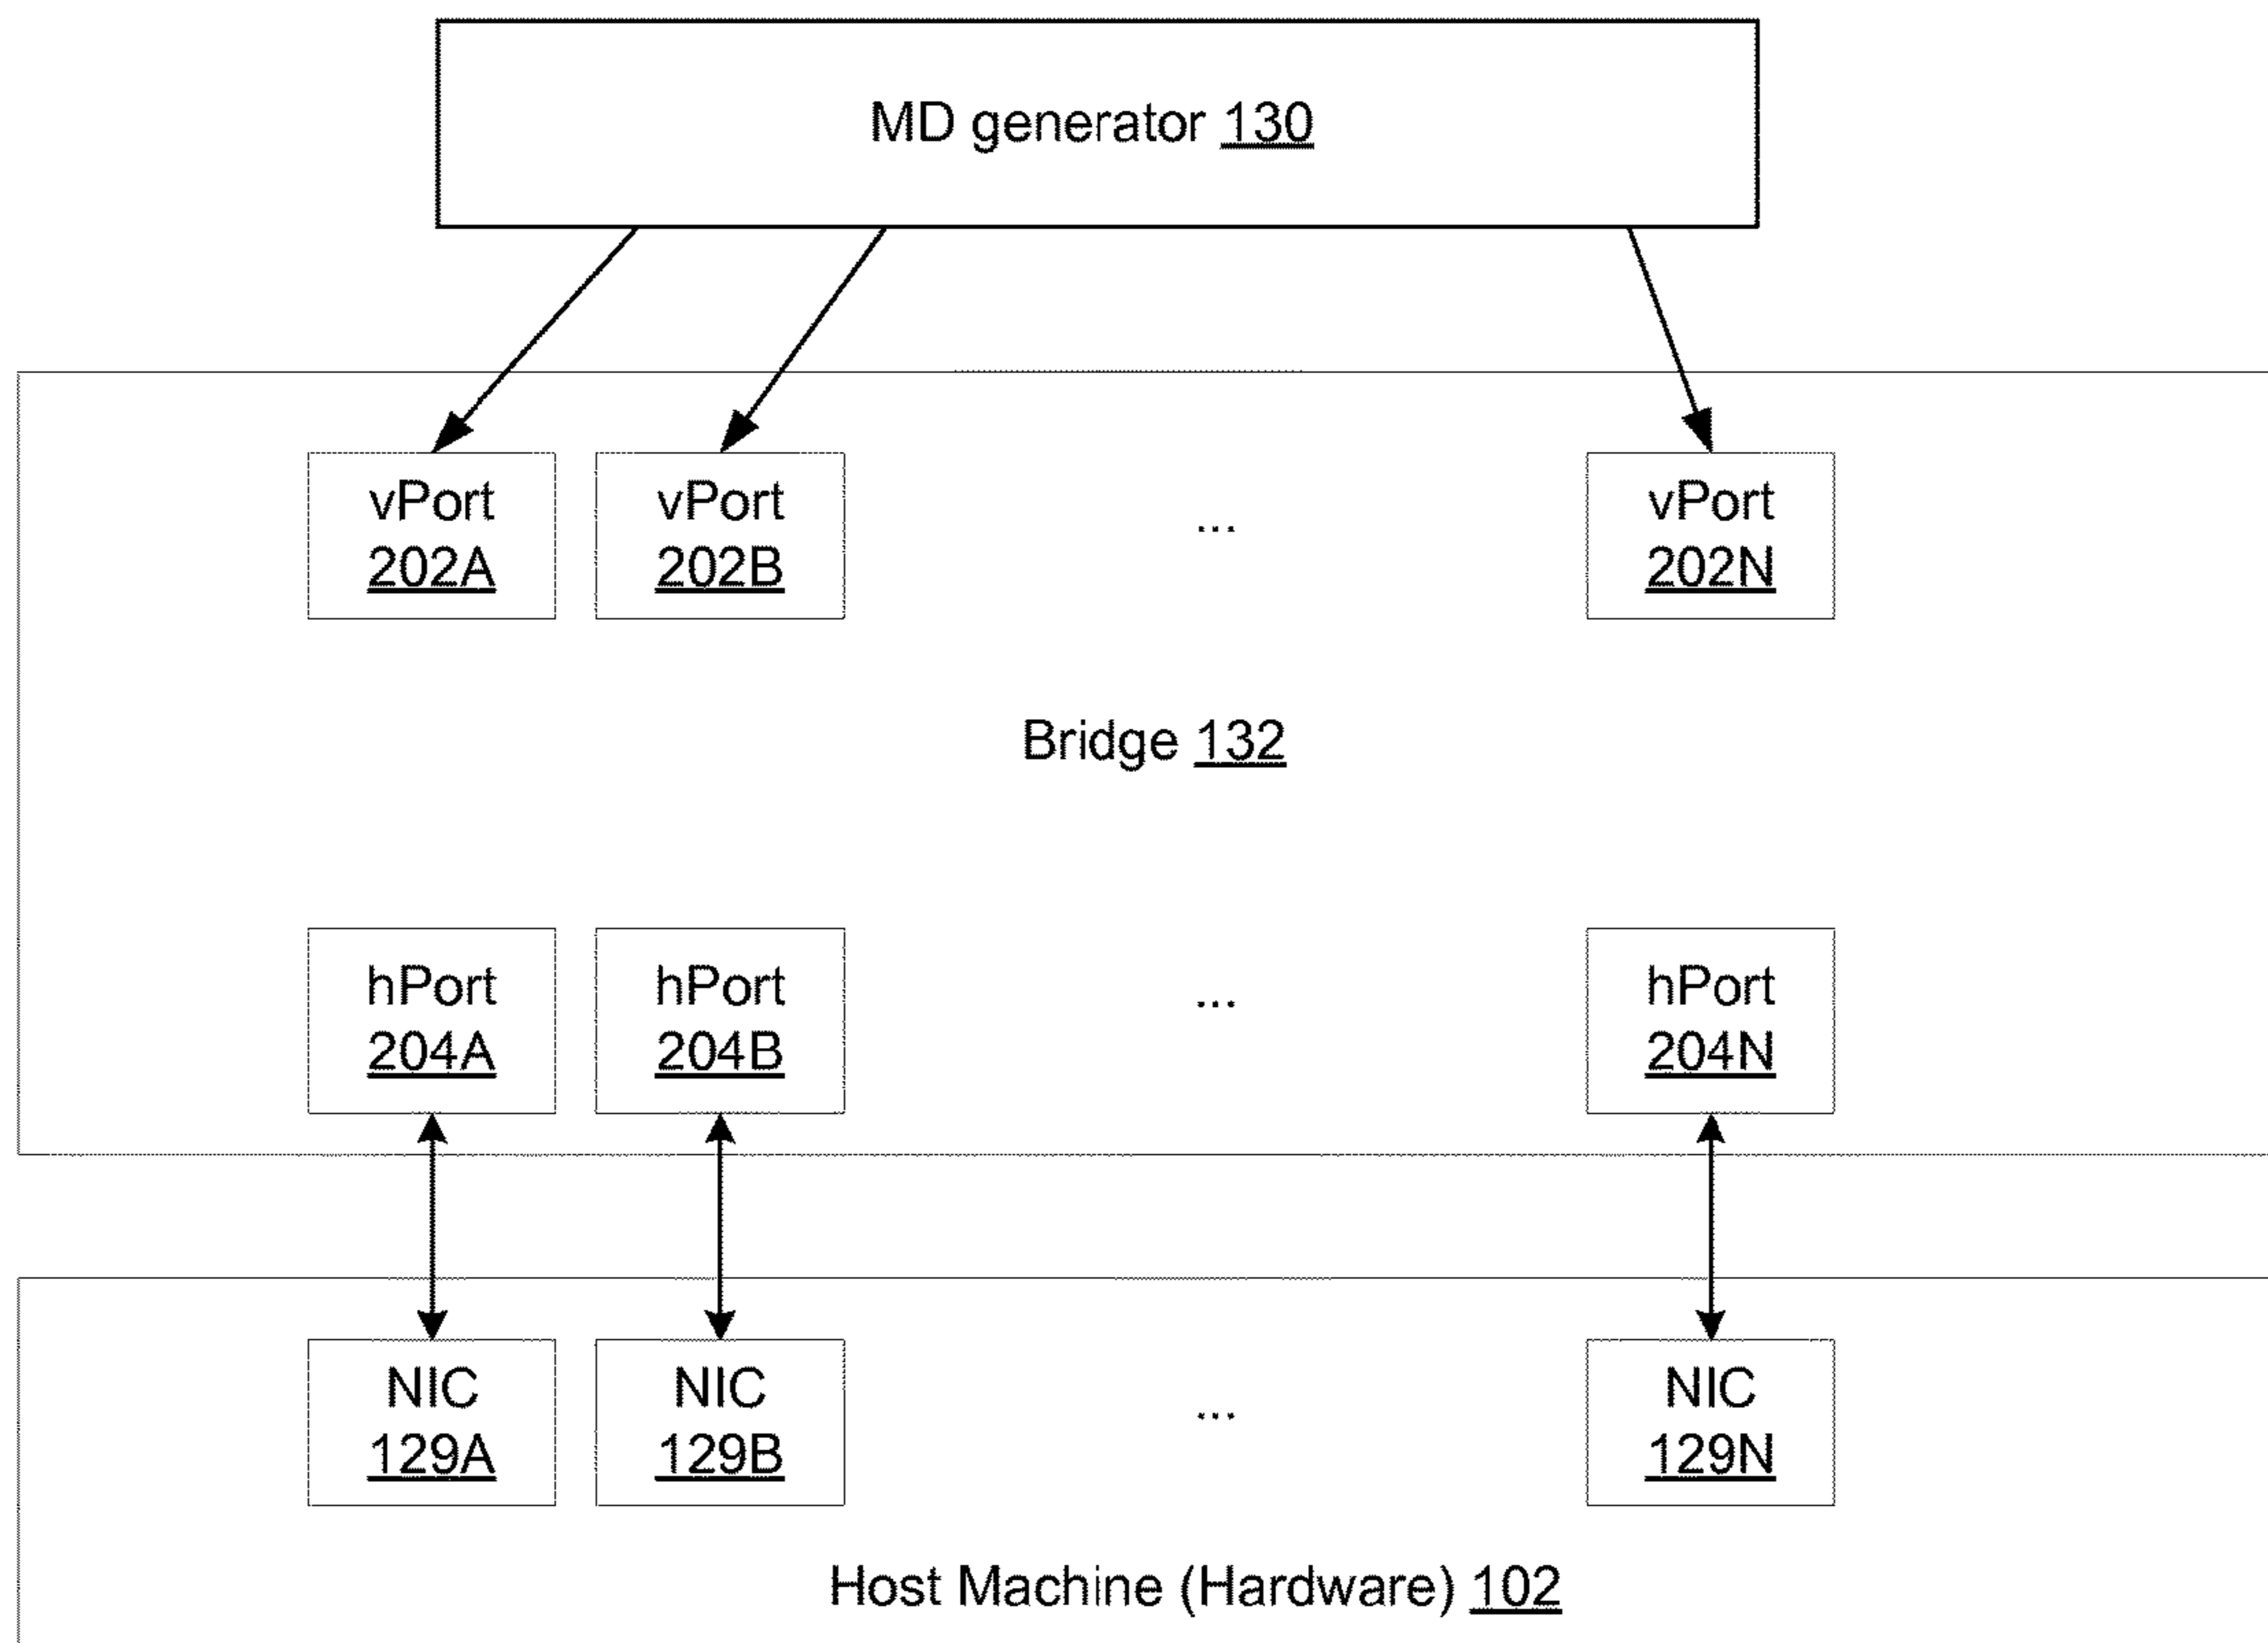 MD generator 130
vPort
202A
vPort
202B
...
vPort
202N
Bridge 132
hPort
204A
hPort
204B
...
hPort
204N
NIC
129A
NIC
129B
...
NIC
129N
Host Machine (Hardware) 102